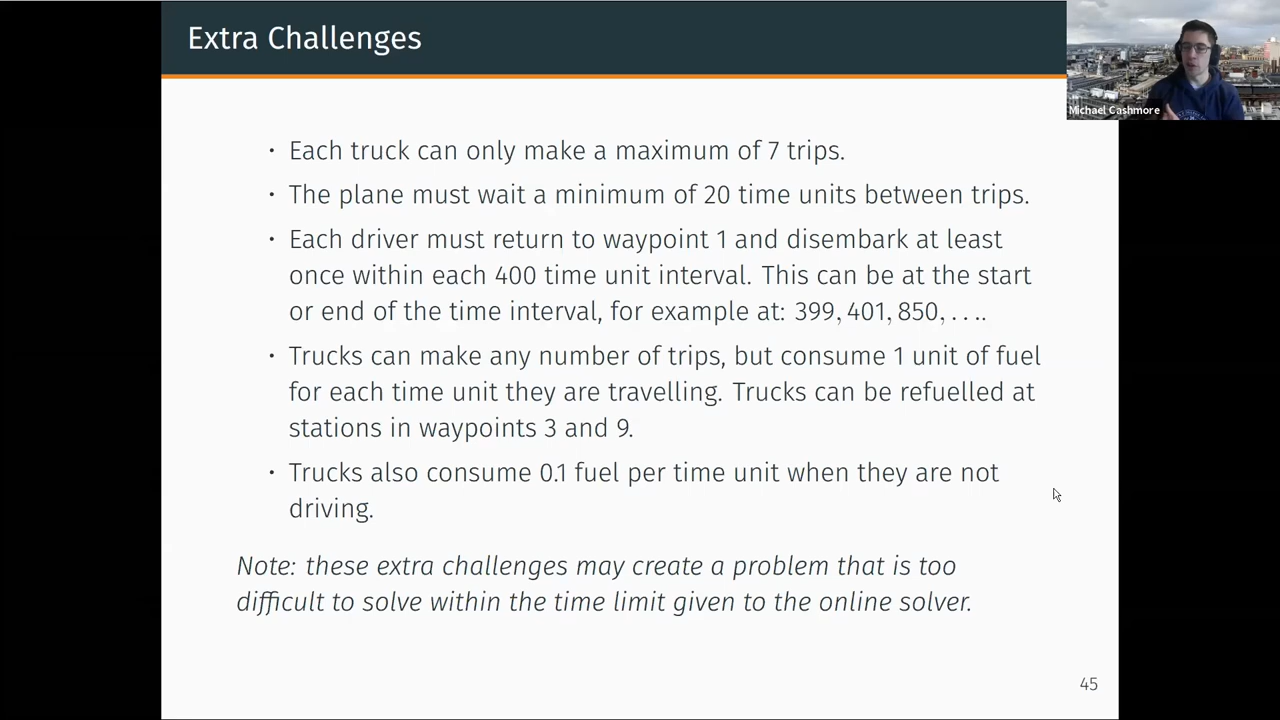 Extra Challenges
Michael Cashmore
· Each truck can only make a maximum of 7 trips.
· The plane must wait a minimum of 20 time units between trips.
· Each driver must return to waypoint 1 and disembark at least
once within each 400 time unit interval. This can be at the start
or end of the time interval, for example at: 399, 401, 850, . . ..
· Trucks can make any number of trips, but consume 1 unit of fuel
for each time unit they are travelling. Trucks can be refuelled at
stations in waypoints 3 and 9.
· Trucks also consume 0.1 fuel per time unit when they are not
driving.
Note: these extra challenges may create a problem that is too
difficult to solve within the time limit given to the online solver.
45